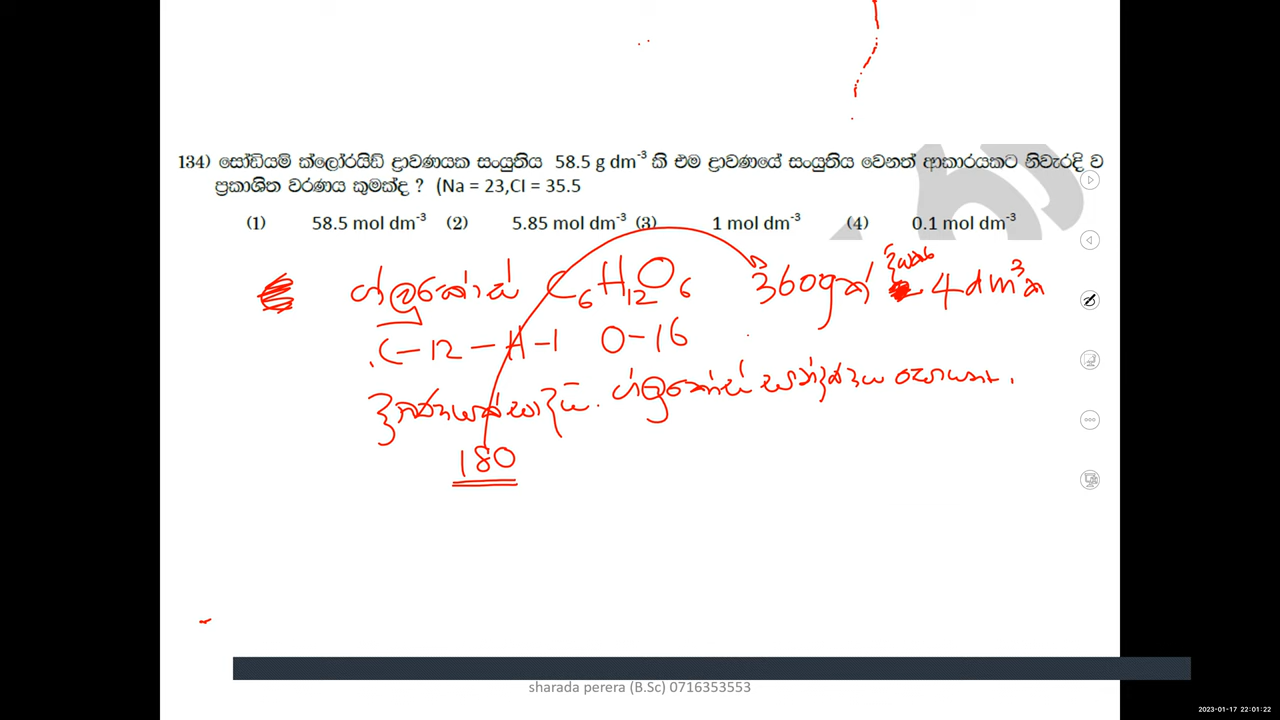 134) සෝඩියම් ක්ලෝරයිඩ් ද්‍රාවණයක සංයුතිය 58.5 g dm⁻³ කි එම ද්‍රාවණයේ සංයුතිය වෙනත් ආකාරයකට නිවැරදි ව
ප්‍රකාශිත වරණය කුමක්ද ? (Na = 23,Cl = 35.5
(1) 58.5 mol dm⁻³ (2) 5.85 mol dm⁻³ (3) 1 mol dm⁻³ (4) 0.1 mol dm⁻³
ග්ලූකෝස් C₆H₁₂O₆ 360gක් 4dm³ක
C-12 - H-1 O-16
ග්ලූකෝස් සාන්ද්‍රණය සොයන්න.
180
sharada perera (B.Sc) 0716353553
2023-01-17 22:01:22